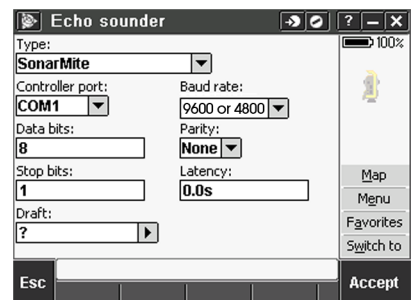 Echo sounder
? – X
Type:
100%
SonarMite
Controller port:
Baud rate:
COM1
9600 or 4800
Data bits:
Parity:
8
None
Stop bits:
Latency:
1
0.0s
Draft:
?
Map
Menu
Favorites
Switch to
Esc
Accept